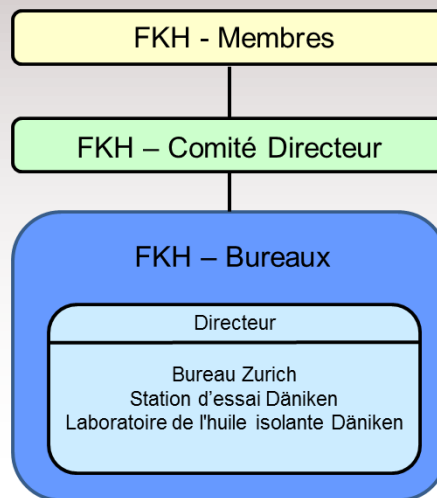 FKH - Membres
FKH – Comité Directeur
FKH – Bureaux
Directeur
Bureau Zurich
Station d'essai Däniken
Laboratoire de l'huile isolante Däniken